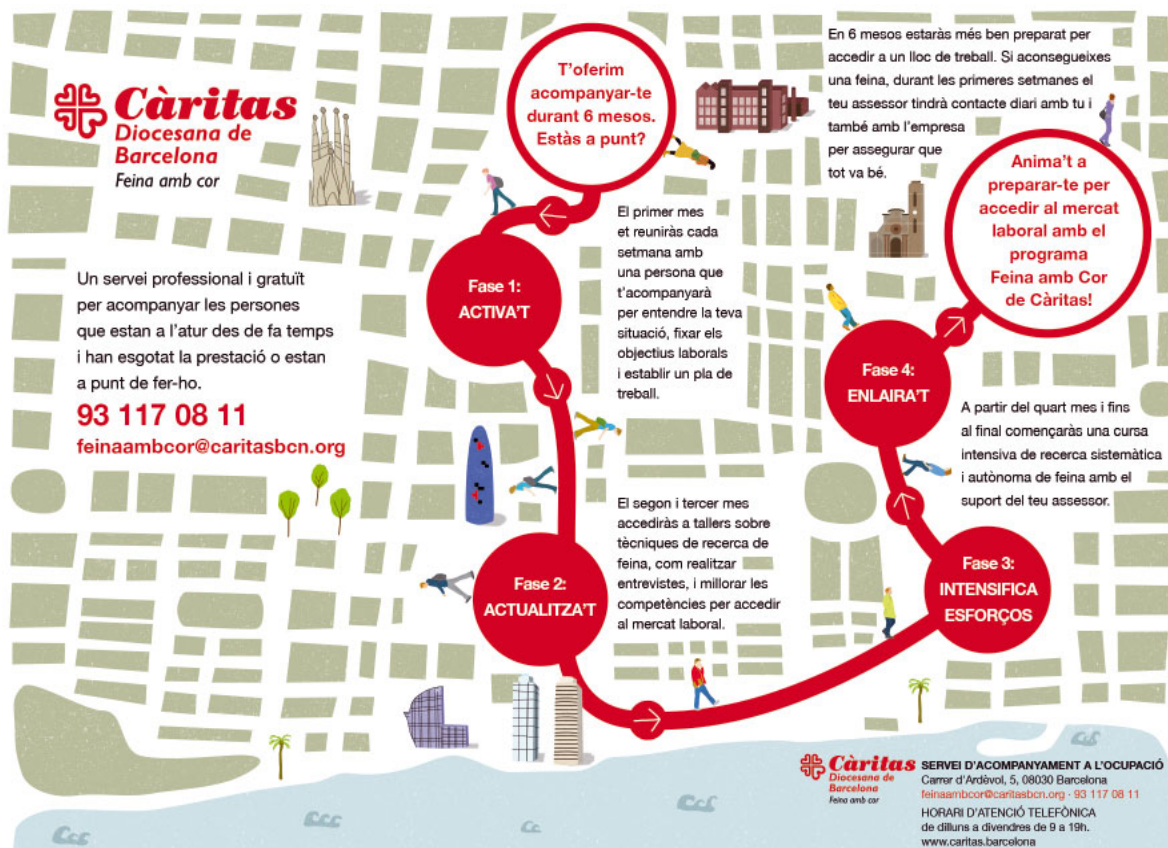 Càritas
Diocesana de
Barcelona
Feina amb cor
Un servei professional i gratuït
per acompanyar les persones
que estan a l'atur des de fa temps
i han esgotat la prestació o estan
a punt de fer-ho.
93 117 08 11
feinaambcor@caritasbcn.org
T'oferim
acompanyar-te
durant 6 mesos.
Estàs a punt?
Fase 1:
ACTIVA'T
El primer mes
et reuniràs cada
setmana amb
una persona que
t'acompanyarà
per entendre la teva
situació, fixar els
objectius laborals
i establir un pla de
treball.
Fase 2:
ACTUALITZA'T
El segon i tercer mes
accediràs a tallers sobre
tècniques de recerca de
feina, com realitzar
entrevistes, i millorar les
competències per accedir
al mercat laboral.
Fase 3:
INTENSIFICA
ESFORÇOS
A partir del quart mes i fins
al final començaràs una cursa
intensiva de recerca sistemàtica
i autònoma de feina amb el
suport del teu assessor.
Fase 4:
ENLAIRA'T
En 6 mesos estaràs més ben preparat per
accedir a un lloc de treball. Si aconsegueixes
una feina, durant les primeres setmanes el
teu assessor tindrà contacte diari amb tu i
també amb l'empresa
per assegurar que
tot va bé.
Anima't a
preparar-te per
accedir al mercat
laboral amb el
programa
Feina amb Cor
de Càritas!
Càritas
Diocesana de
Barcelona
Feina amb cor
SERVEI D'ACOMPANYAMENT A L'OCUPACIÓ
Carrer d'Ardèvol, 5, 08030 Barcelona
feinaambcor@caritasbcn.org - 93 117 08 11
HORARI D'ATENCIÓ TELEFÒNICA
de dilluns a divendres de 9 a 19h.
www.caritas.barcelona